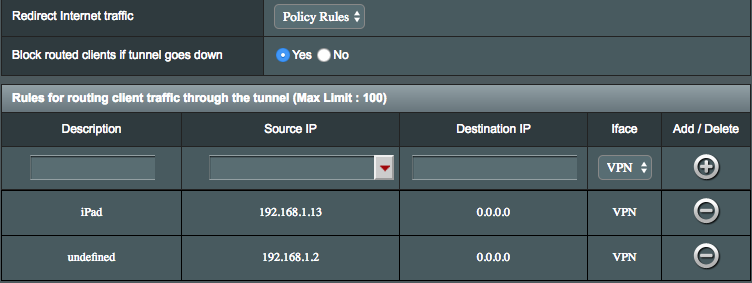 Redirect Internet traffic
Policy Rules
Block routed clients if tunnel goes down
Yes No
Rules for routing client traffic through the tunnel (Max Limit : 100)
Description Source IP Destination IP Iface Add / Delete
VPN
iPad 192.168.1.13 0.0.0.0 VPN
undefined 192.168.1.2 0.0.0.0 VPN